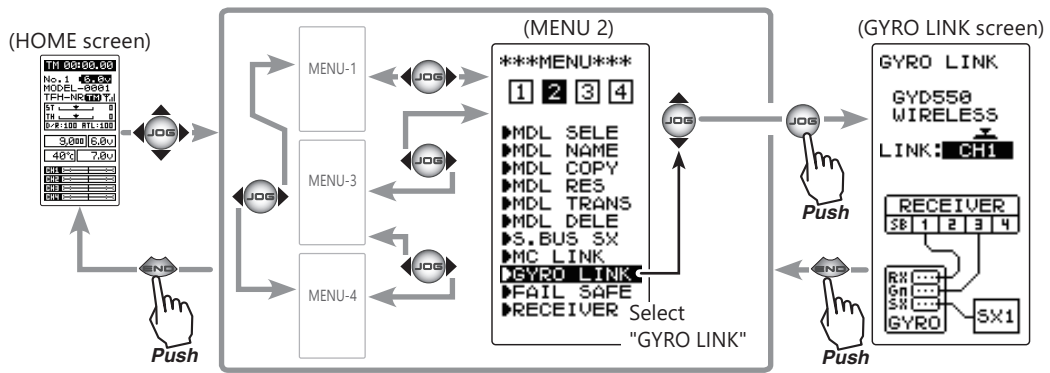 (HOME screen)
TM 00:00.00
No.1 6.0V
MODEL-0001
TFH-NR TM
ST 0
TH 0
D/R:100 ATL:100
9,000 6.0V
40℃ 7.0V
CH1
CH2
CH3
CH4
JOG
END
Push
MENU-1
MENU-3
MENU-4
JOG
JOG
JOG
JOG
(MENU 2)
***MENU***
1 2 3 4
MDL SELE
MDL NAME
MDL COPY
MDL RES
MDL TRANS
MDL DELE
S.BUS SX
MC LINK
GYRO LINK
FAIL SAFE
RECEIVER
Select
"GYRO LINK"
JOG
JOG
Push
END
Push
(GYRO LINK screen)
GYRO LINK
GYD550
WIRELESS
LINK: CH1
RECEIVER
SB 1 2 3 4
RX
Gn
SX
GYRO
SX1